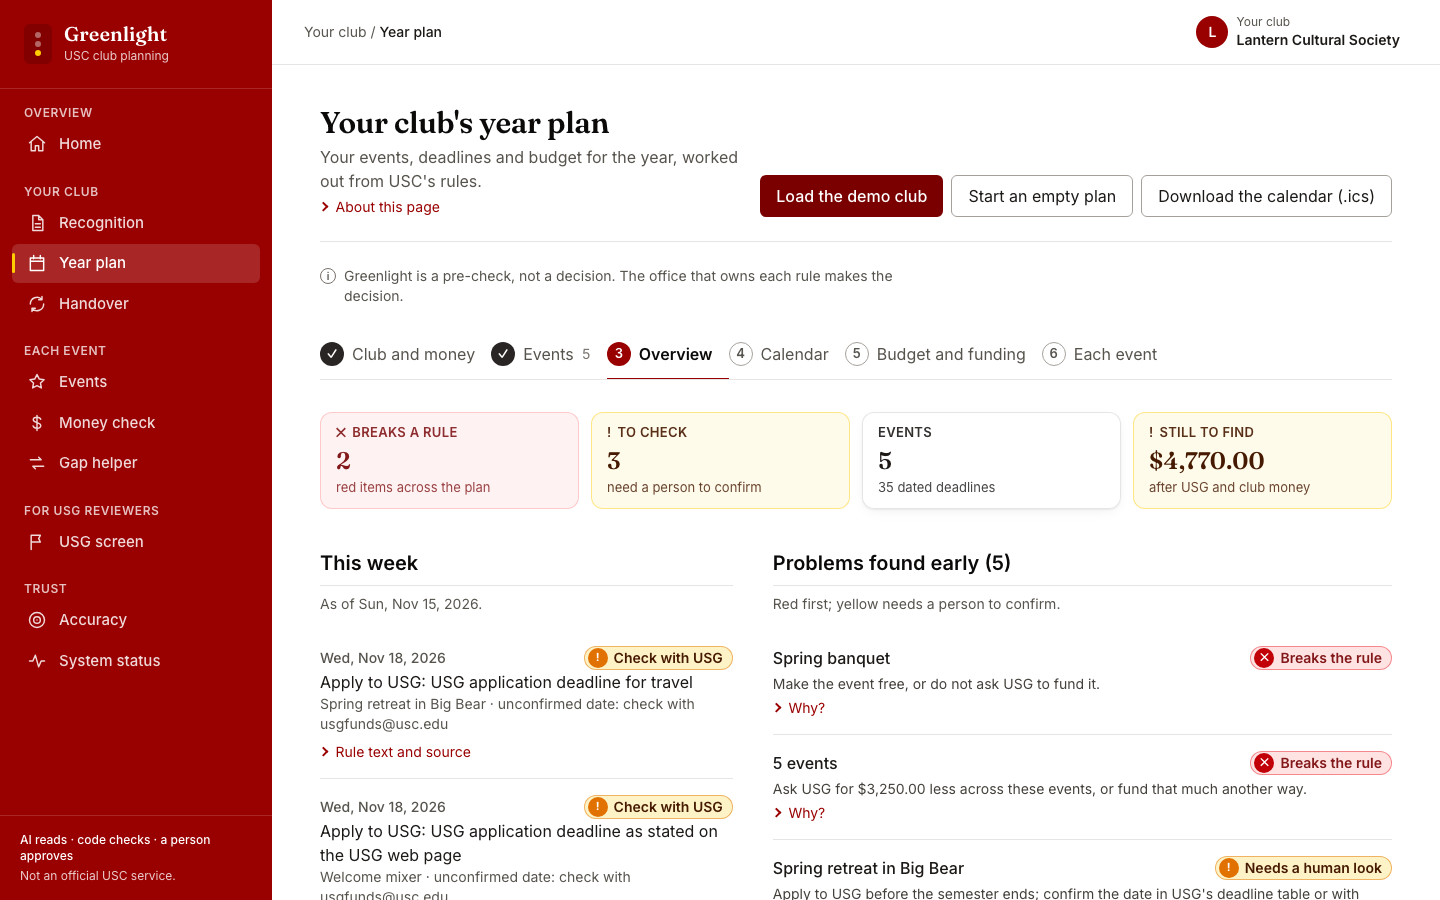 Greenlight
USC club planning
OVERVIEW
Home
YOUR CLUB
Recognition
Year plan
Handover
EACH EVENT
Events
Money check
Gap helper
FOR USG REVIEWERS
USG screen
TRUST
Accuracy
System status
AI reads · code checks · a person
approves
Not an official USC service.
Your club / Year plan
L
Your club
Lantern Cultural Society
Your club's year plan
Your events, deadlines and budget for the year, worked
out from USC's rules.
About this page
Load the demo club
Start an empty plan
Download the calendar (.ics)
Greenlight is a pre-check, not a decision. The office that owns each rule makes the
decision.
Club and money
Events 5
3 Overview
4 Calendar
5 Budget and funding
6 Each event
BREAKS A RULE
2
red items across the plan
! TO CHECK
3
need a person to confirm
EVENTS
5
35 dated deadlines
! STILL TO FIND
$4,770.00
after USG and club money
This week
As of Sun, Nov 15, 2026.
Wed, Nov 18, 2026
! Check with USG
Apply to USG: USG application deadline for travel
Spring retreat in Big Bear · unconfirmed date: check with
usgfunds@usc.edu
Rule text and source
Wed, Nov 18, 2026
! Check with USG
Apply to USG: USG application deadline as stated on
the USG web page
Welcome mixer · unconfirmed date: check with
usgfunds@usc.edu
Problems found early (5)
Red first; yellow needs a person to confirm.
Spring banquet
Breaks the rule
Make the event free, or do not ask USG to fund it.
Why?
5 events
Breaks the rule
Ask USG for $3,250.00 less across these events, or fund that much another way.
Why?
Spring retreat in Big Bear
! Needs a human look
Apply to USG before the semester ends; confirm the date in USG's deadline table or with